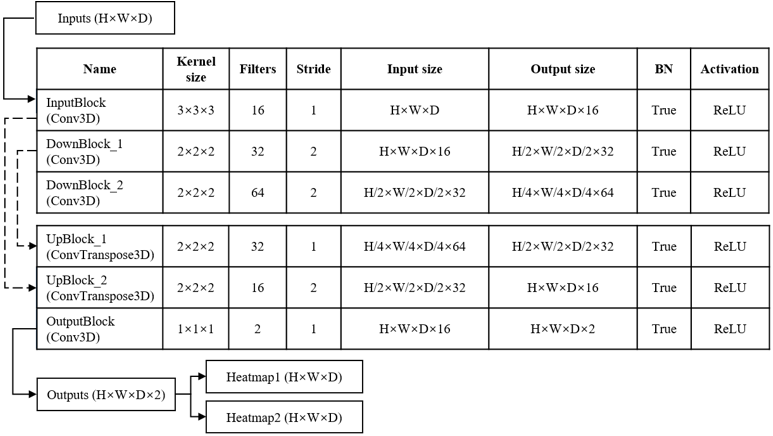 Inputs (H×W×D)
Name Kernel size Filters Stride Input size Output size BN Activation
InputBlock (Conv3D) 3×3×3 16 1 H×W×D H×W×D×16 True ReLU
DownBlock_1 (Conv3D) 2×2×2 32 2 H×W×D×16 H/2×W/2×D/2×32 True ReLU
DownBlock_2 (Conv3D) 2×2×2 64 2 H/2×W/2×D/2×32 H/4×W/4×D/4×64 True ReLU
UpBlock_1 (ConvTranspose3D) 2×2×2 32 1 H/4×W/4×D/4×64 H/2×W/2×D/2×32 True ReLU
UpBlock_2 (ConvTranspose3D) 2×2×2 16 2 H/2×W/2×D/2×32 H×W×D×16 True ReLU
OutputBlock (Conv3D) 1×1×1 2 1 H×W×D×16 H×W×D×2 True ReLU
Outputs (H×W×D×2)
Heatmap1 (H×W×D)
Heatmap2 (H×W×D)